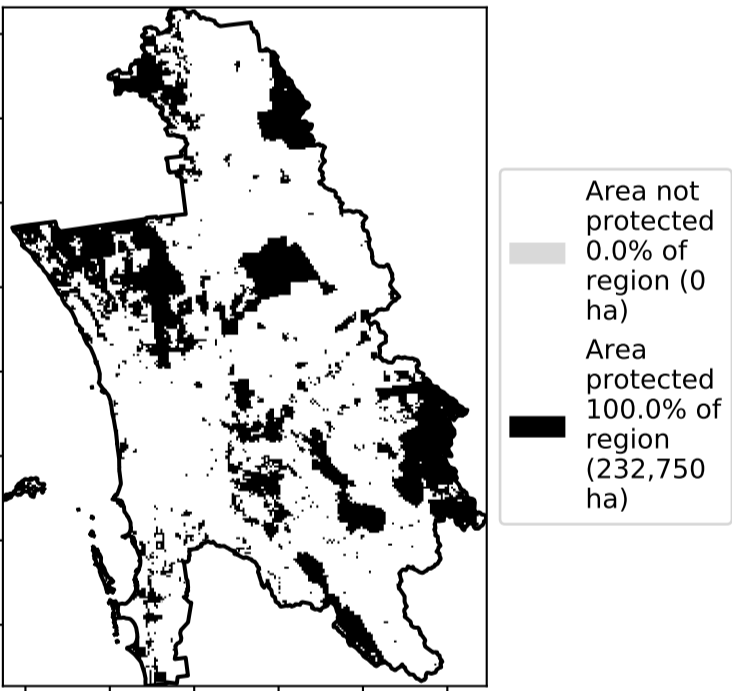 Area not
protected
0.0% of
region (0
ha)
Area
protected
100.0% of
region
(232,750
ha)